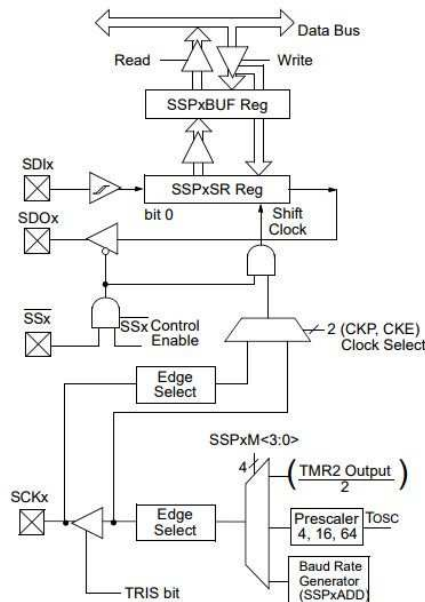 Data Bus
Read
Write
SSPxBUF Reg
SDIx
SSPxSR Reg
SDOx
bit 0
Shift
Clock
SSx
SSx Control
Enable
2 (CKP, CKE)
Clock Select
Edge
Select
SSPxM<3:0>
4
(TMR2 Output
2)
SCKx
Edge
Select
Prescaler
4, 16, 64
TOSC
Baud Rate
Generator
(SSPxADD)
TRIS bit